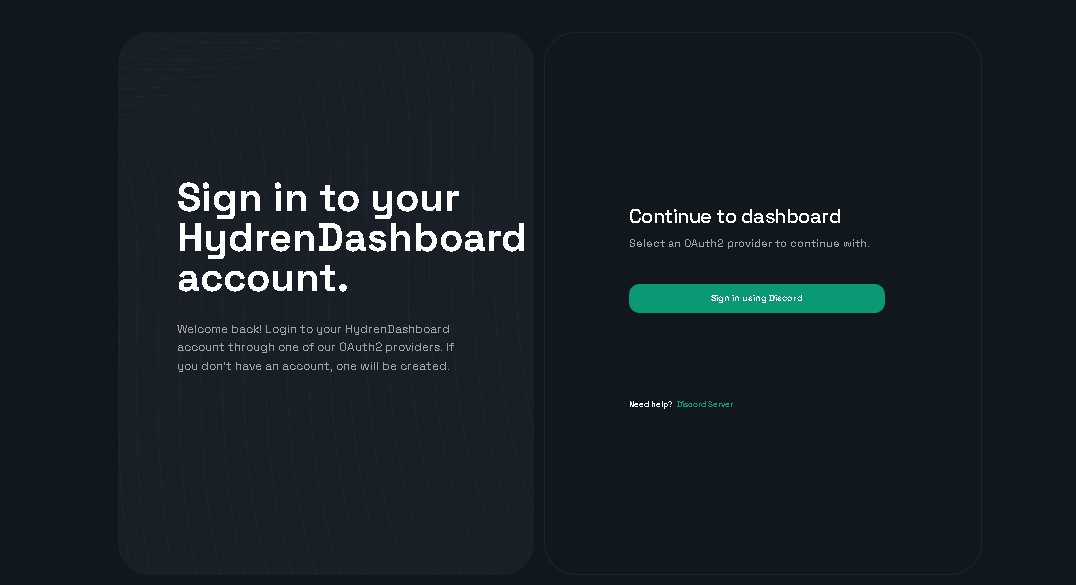 Sign in to your
HydrenDashboard
account.
Welcome back! Login to your HydrenDashboard
account through one of our OAuth2 providers. If
you don't have an account, one will be created.
Continue to dashboard
Select an OAuth2 provider to continue with.
Sign in using Discord
Need help? Discord Server